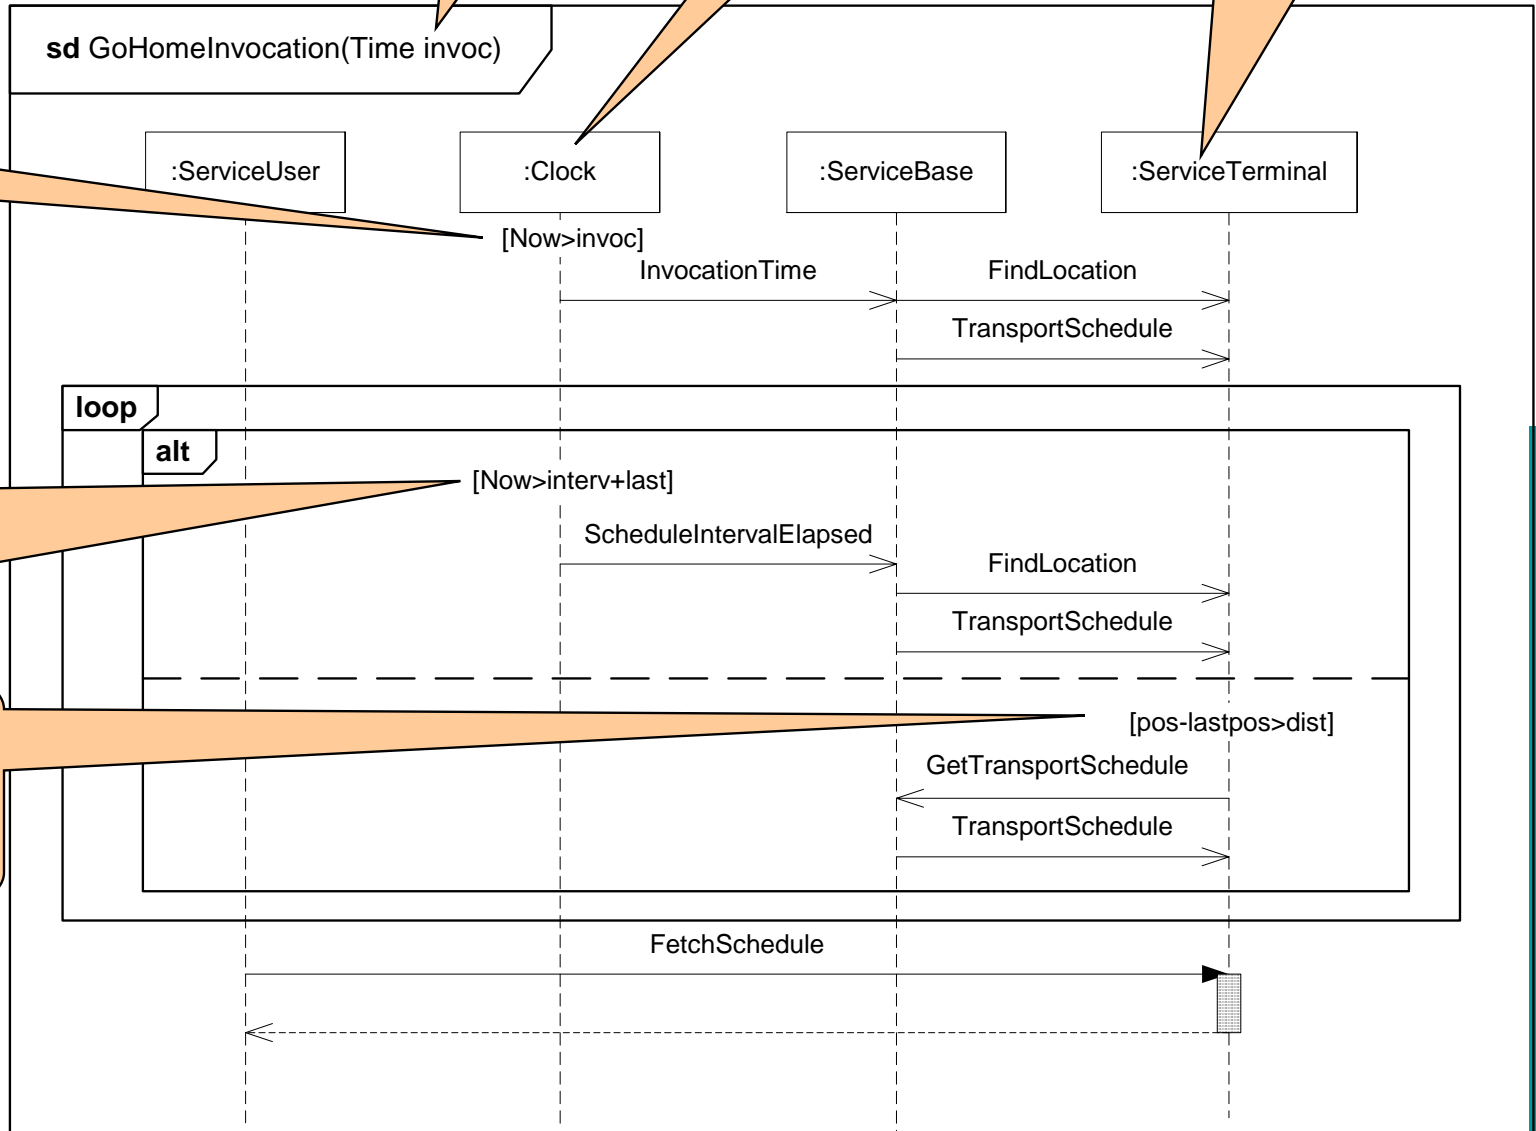 sd GoHomeInvocation(Time invoc)
:ServiceUser
:Clock
:ServiceBase
:ServiceTerminal
[Now>invoc]
InvocationTime
FindLocation
TransportSchedule
loop
alt
[Now>interv+last]
ScheduleIntervalElapsed
FindLocation
TransportSchedule
[pos-lastpos>dist]
GetTransportSchedule
TransportSchedule
FetchSchedule